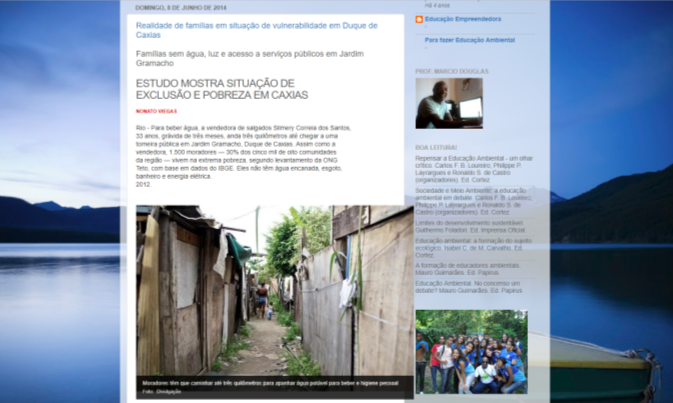 DOMINGO, 8 DE JUNHO DE 2014
Realidade de famílias em situação de vulnerabilidade em Duque de
Caxias
Famílias sem água, luz e acesso a serviços públicos em Jardim
Gramacho
ESTUDO MOSTRA SITUAÇÃO DE
EXCLUSÃO E POBREZA EM CAXIAS
NONATO VIEGAS
Rio - Para beber água, a vendedora de salgados Slimery Correia dos Santos,
33 anos, grávida de três meses, anda três quilômetros até chegar a uma
torneira pública em Jardim Gramacho, Duque de Caxias. Assim como a
vendedora, 1.500 moradores — 30% dos cinco mil de oito comunidades
da região — vivem na extrema pobreza, segundo levantamento da ONG
Teto, com base em dados do IBGE. Eles não têm água encanada, esgoto,
banheiro e energia elétrica.
2012.
Moradores têm que caminhar até três quilômetros para apanhar água potável para beber e higiene pessoal
Foto: Divulgação
Há 4 anos
Educação Empreendedora
-
Para fazer Educação Ambiental
-
PROF. MARCIO DOUGLAS
BOA LEITURA!
Repensar a Educação Ambiental - um olhar
crítico. Carlos F. B. Loureiro, Philippe P.
Layrargues e Ronaldo S. de Castro
(organizadores). Ed. Cortez
Sociedade e Meio Ambiente: a educação
ambiental em debate. Carlos F. B. Loureiro,
Philippe P. Layrargues e Ronaldo S. de
Castro (organizadores). Ed. Cortez
Limites do desenvolvimento sustentável.
Guillermo Foladori. Ed. Imprensa Oficial.
Educação ambiental: a formação do sujeito
ecológico. Isabel C. de M. Carvalho. Ed.
Cortez.
A formação de educadores ambientais.
Mauro Guimarães. Ed. Papirus.
Educação Ambiental: No consenso um
debate? Mauro Guimarães. Ed. Papirus